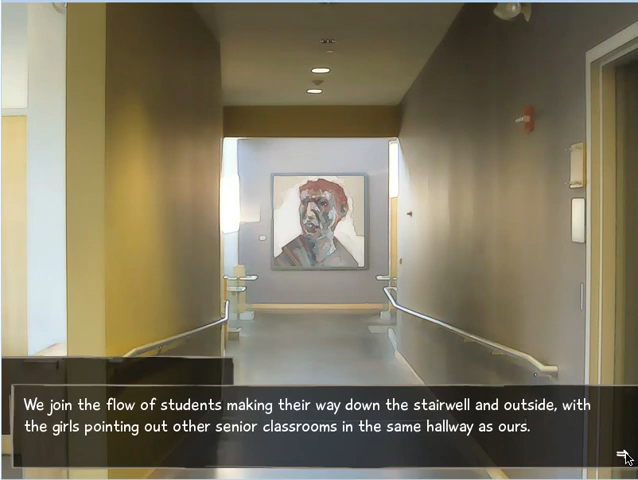 We join the flow of students making their way down the stairwell and outside, with
the girls pointing out other senior classrooms in the same hallway as ours.